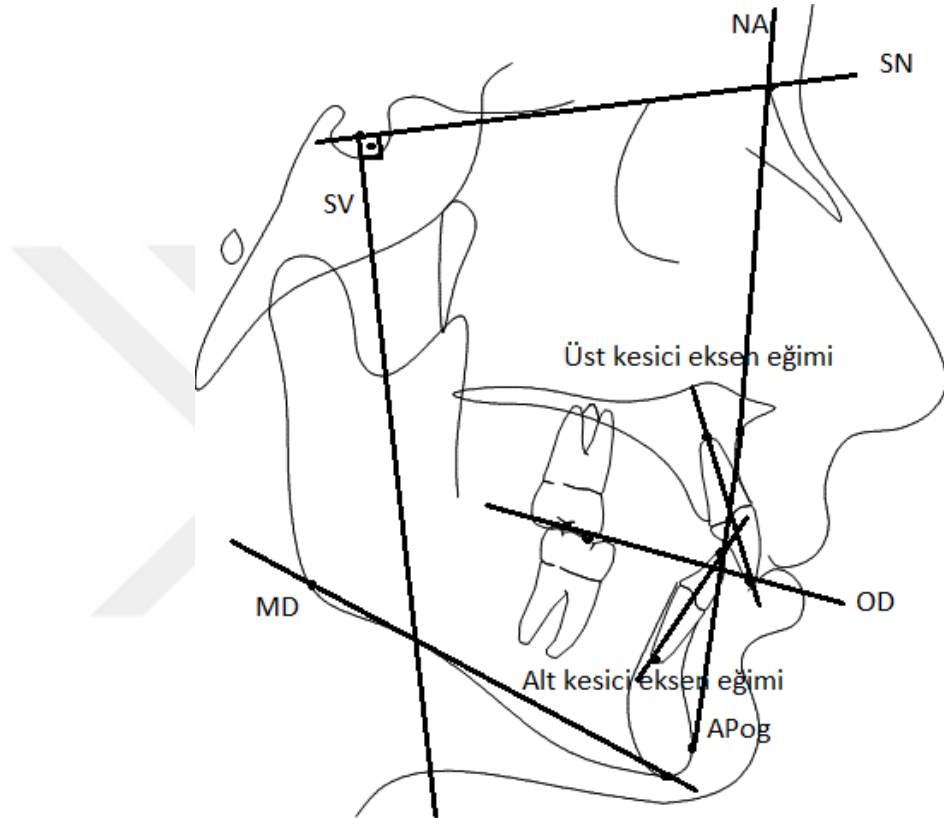 NA
SN
SV
Üst kesici eksen eğimi
MD
OD
Alt kesici eksen eğimi
APog